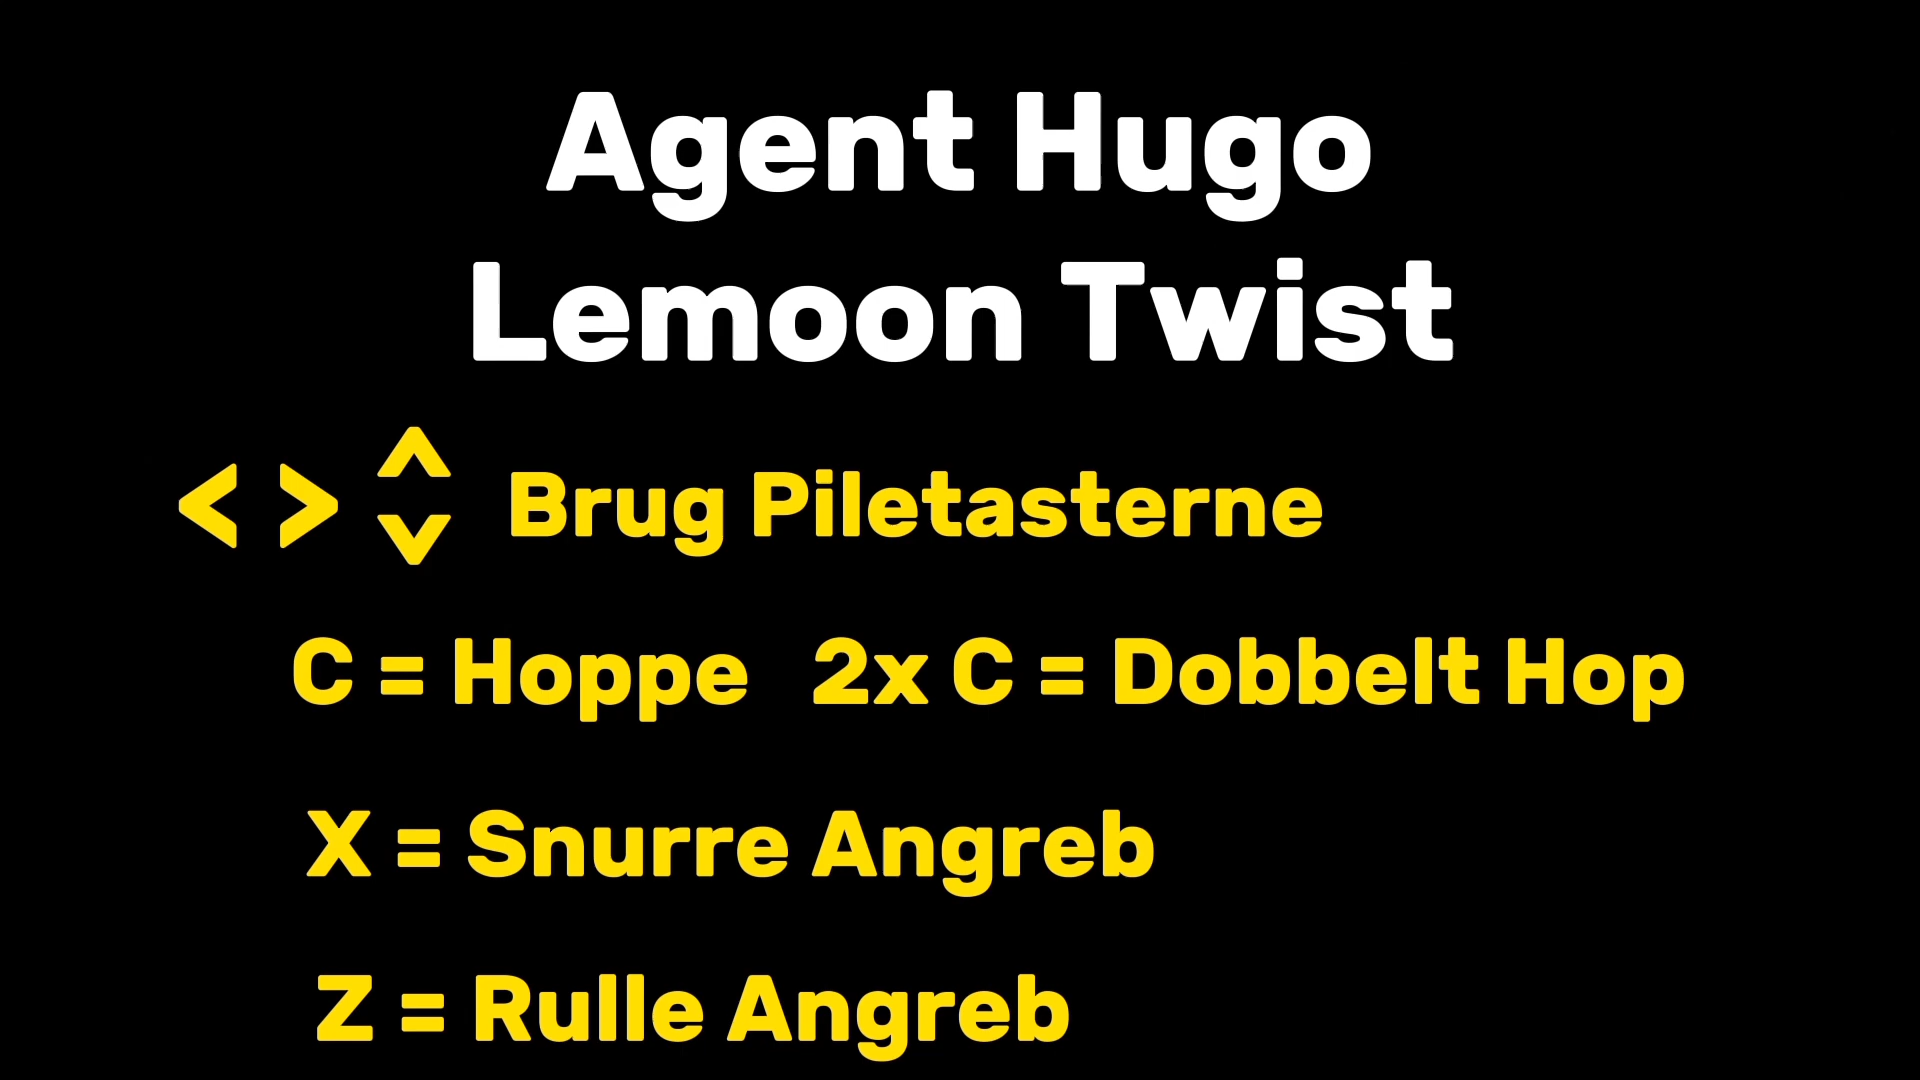 Agent Hugo
Lemoon Twist
< > ^ v Brug Piletasterne
C = Hoppe 2x C = Dobbelt Hop
X = Snurre Angreb
Z = Rulle Angreb